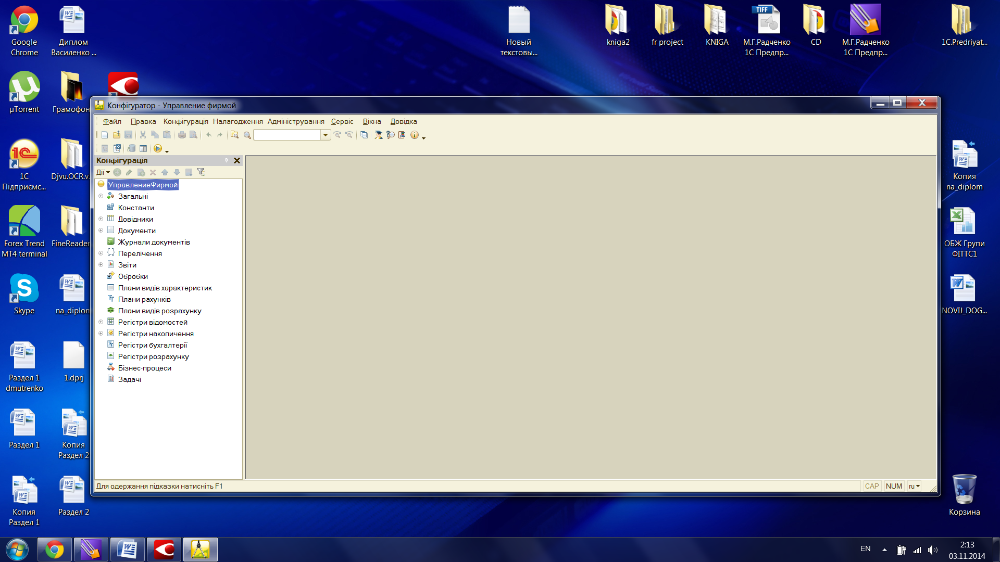 Google
Chrome
Диплом
Василенко ...
Новый
текстовы...
kniga2
fr project
KNIGA
TIFF
М.Г.Радченко
1С Предпр...
CD
М.Г.Радченко
1С Предпр...
1C.Predriyat...
µTorrent
Грамофон
1С
Підприємс...
Djvu.OCR.v.
Forex Trend
MT4 terminal
FineReader
Skype
na_diplom
Раздел 1
dmutrenko
1.dprj
Раздел 1
Копия
Раздел 2
Копия
Раздел 1
Раздел 2
Копия
na_diplom
ОБЖ Групи
ФІТТС1
NOVIJ_DOG...
Корзина
Конфігуратор - Управление фирмой
Файл Правка Конфігурація Налагодження Адміністрування Сервіс Вікна Довідка
Конфігурація
Дії
УправлениеФирмой
Загальні
Константи
Довідники
Документи
Журнали документів
Перелічення
Звіти
Обробки
Плани видів характеристик
Плани рахунків
Плани видів розрахунку
Регістри відомостей
Регістри накопичення
Регістри бухгалтерії
Регістри розрахунку
Бізнес-процеси
Задачі
Для одержання підказки натисніть F1
CAP NUM ru
EN
2:13
03.11.2014